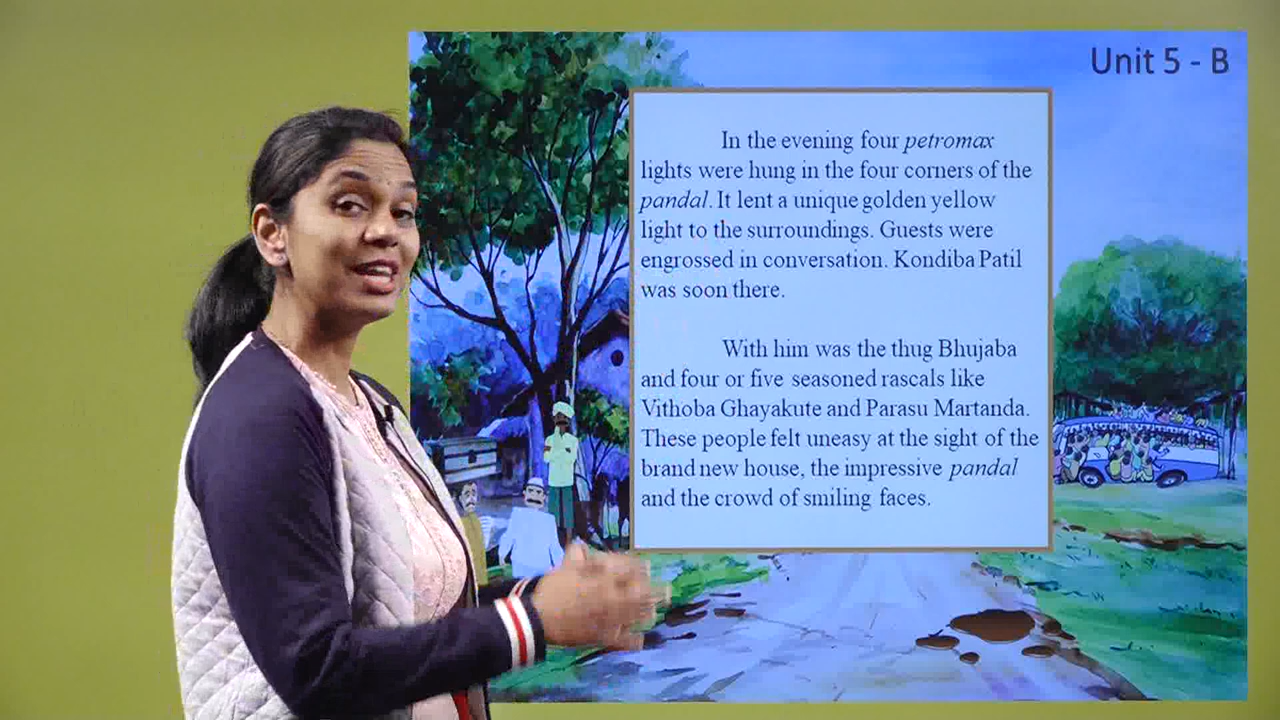 Unit 5 - B
In the evening four petromax
lights were hung in the four corners of the
pandal. It lent a unique golden yellow
light to the surroundings. Guests were
engrossed in conversation. Kondiba Patil
was soon there.
With him was the thug Bhujaba
and four or five seasoned rascals like
Vithoba Ghayakute and Parasu Martanda.
These people felt uneasy at the sight of the
brand new house, the impressive pandal
and the crowd of smiling faces.